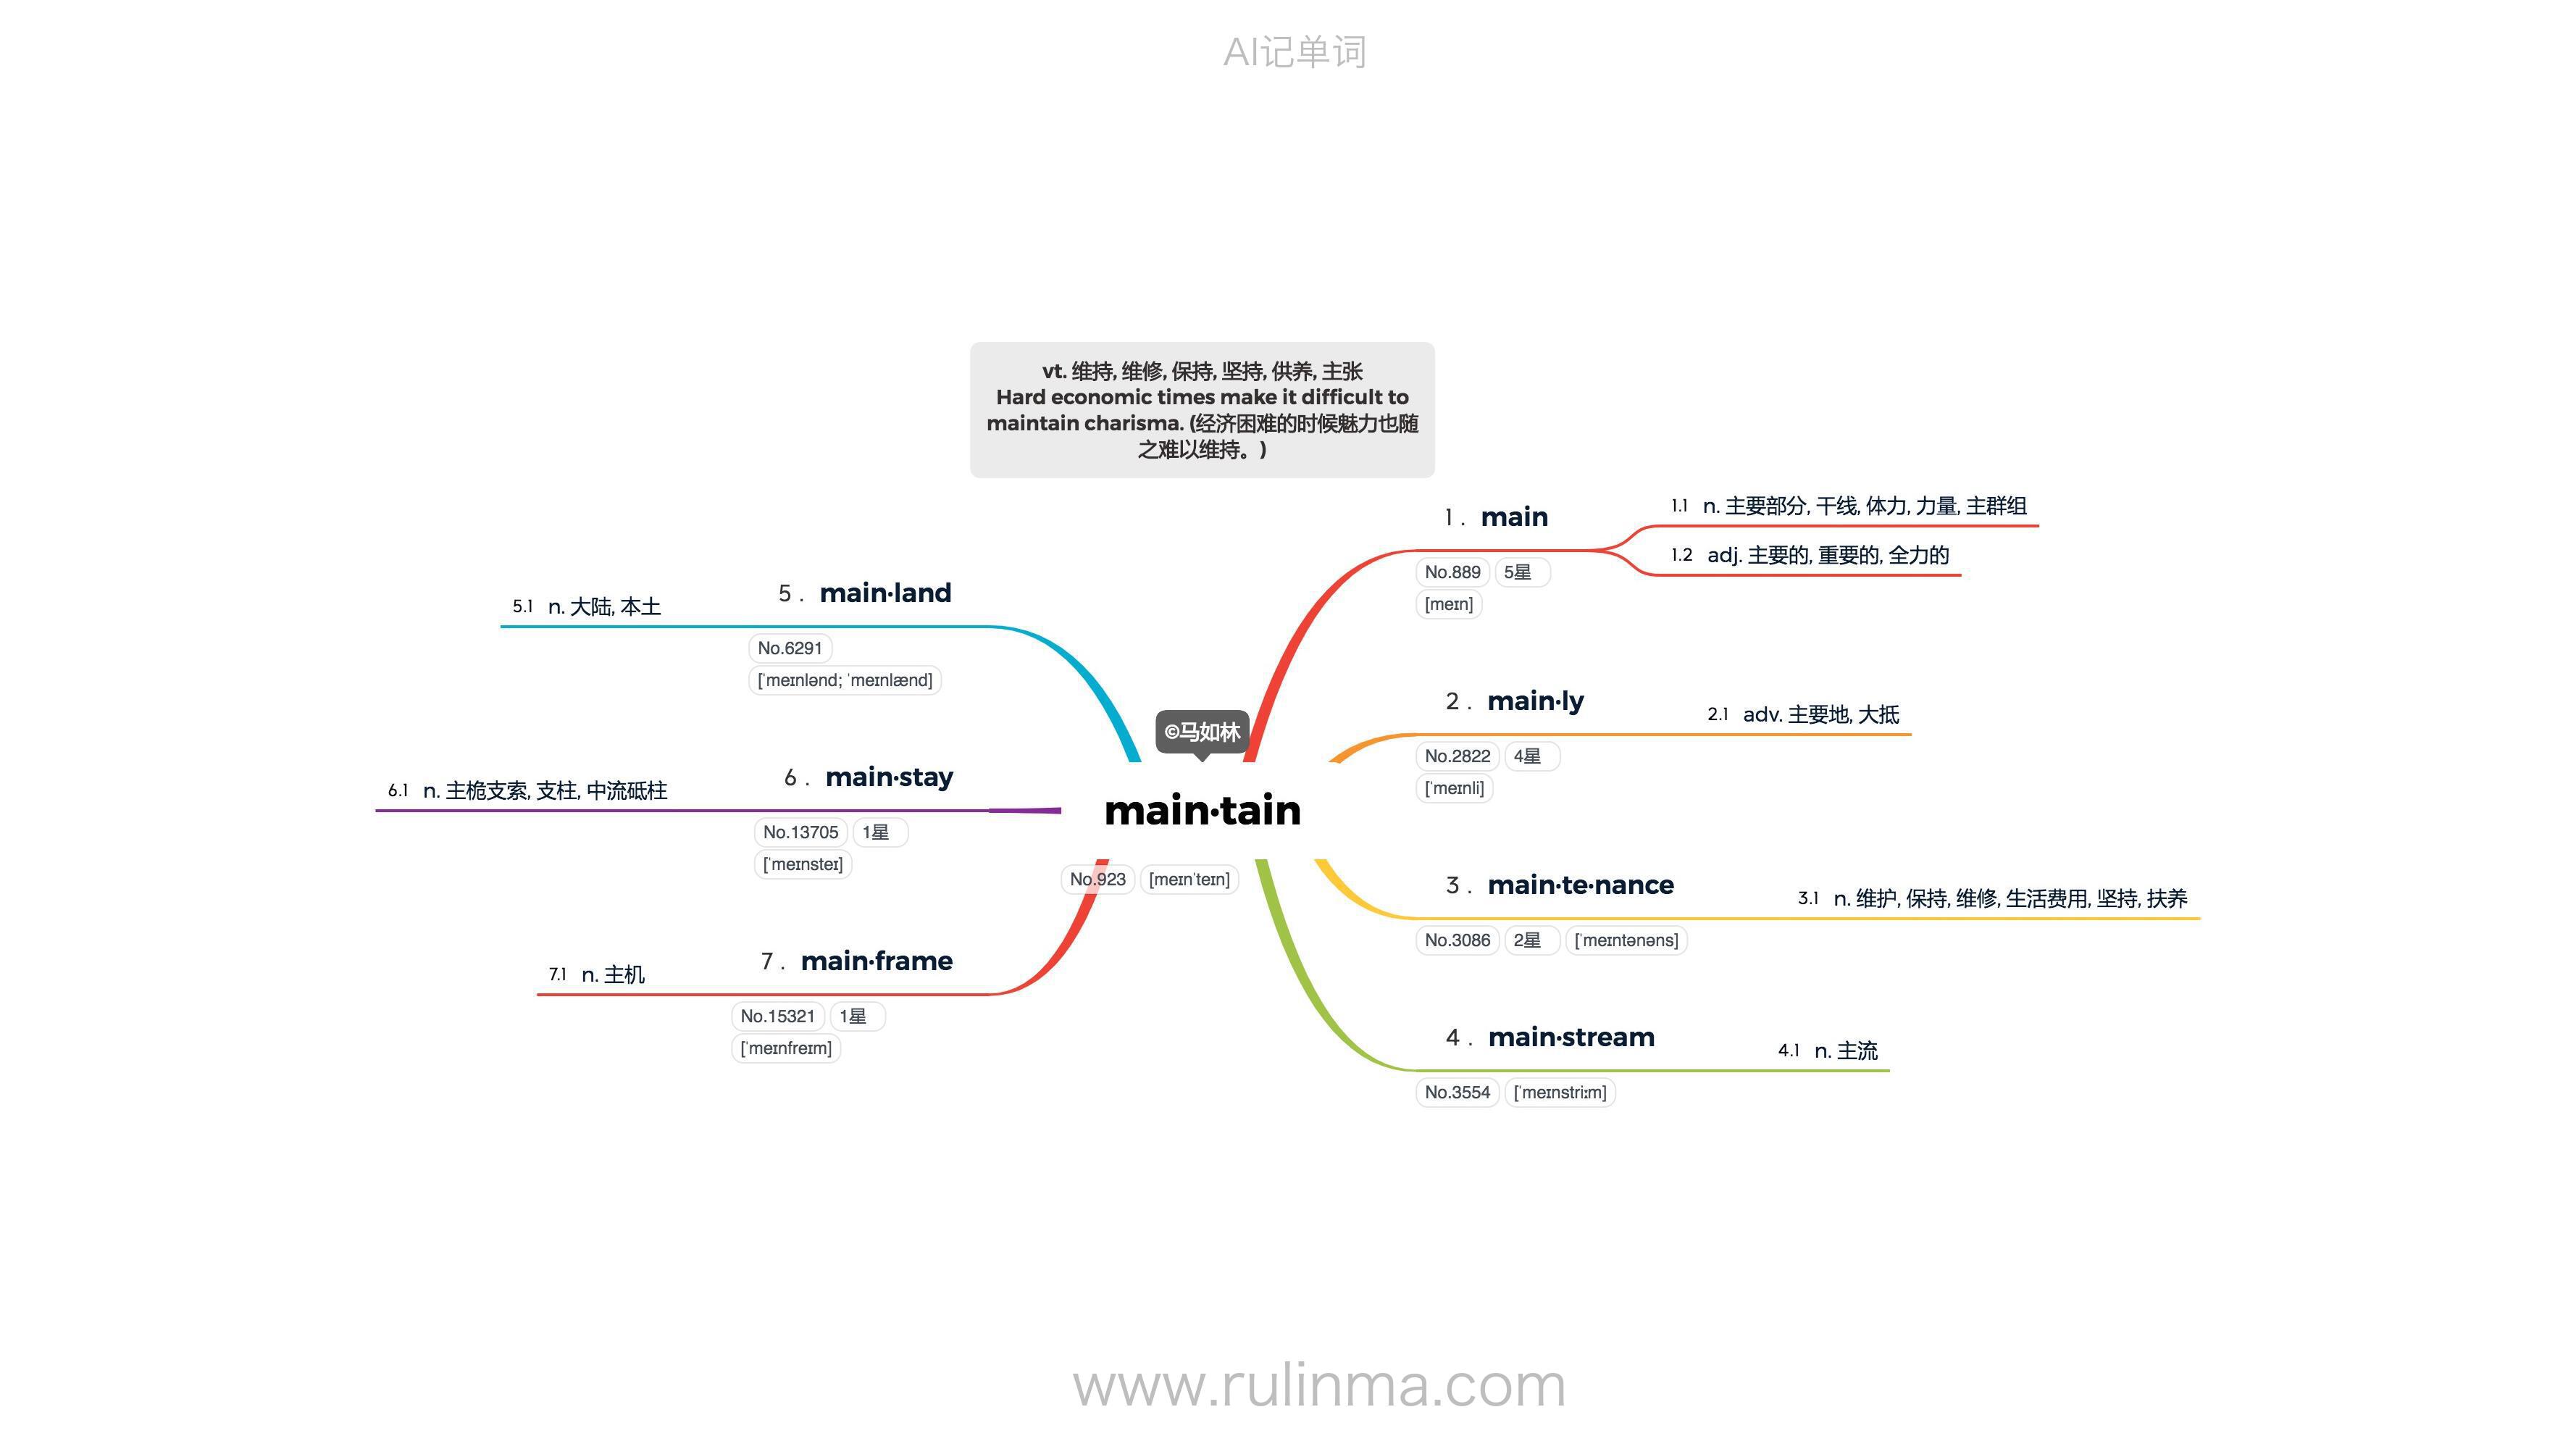 AI记单词
vt. 维持, 维修, 保持, 坚持, 供养, 主张
Hard economic times make it difficult to
maintain charisma. (经济困难的时候魅力也随
之难以维持。)
©马如林
main·tain
No.923 [meɪnˈteɪn]
1 . main
No.889 5星
[meɪn]
1.1 n. 主要部分, 干线, 体力, 力量, 主群组
1.2 adj. 主要的, 重要的, 全力的
2 . main·ly
No.2822 4星
[ˈmeɪnli]
2.1 adv. 主要地, 大抵
3 . main·te·nance
No.3086 2星 [ˈmeɪntənəns]
3.1 n. 维护, 保持, 维修, 生活费用, 坚持, 扶养
4 . main·stream
No.3554 [ˈmeɪnstriːm]
4.1 n. 主流
5 . main·land
No.6291
[ˈmeɪnlənd; ˈmeɪnlænd]
5.1 n. 大陆, 本土
6 . main·stay
No.13705 1星
[ˈmeɪnsteɪ]
6.1 n. 主桅支索, 支柱, 中流砥柱
7 . main·frame
No.15321 1星
[ˈmeɪnfreɪm]
7.1 n. 主机
www.rulinma.com